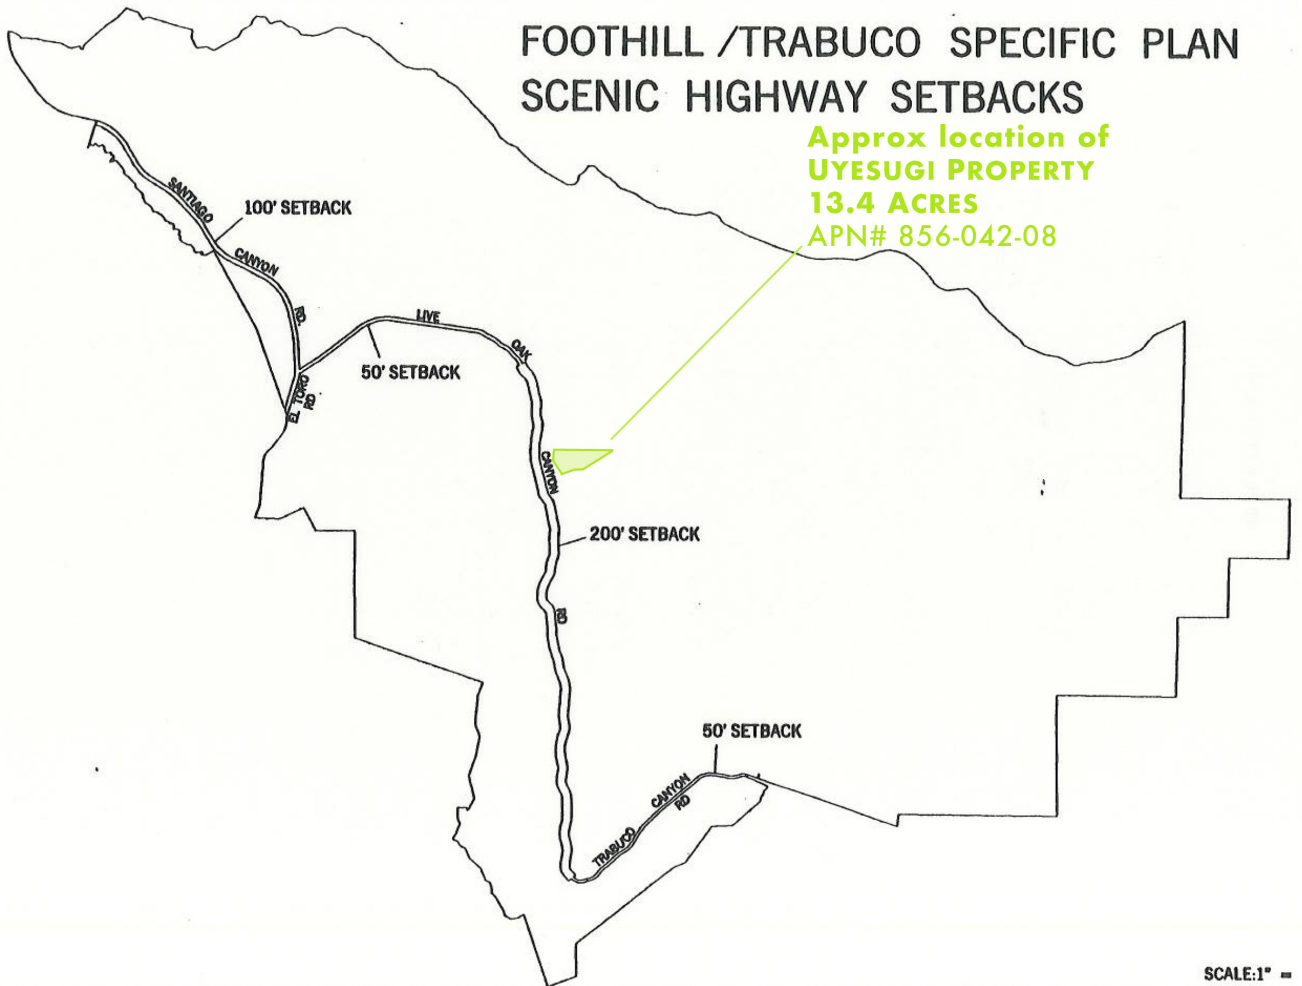 FOOTHILL /TRABUCO SPECIFIC PLAN
SCENIC HIGHWAY SETBACKS
Approx location of
UYESUGI PROPERTY
13.4 ACRES
APN# 856-042-08
SANTIAGO
100' SETBACK
CANYON
RD.
LIVE
OAK
50' SETBACK
EL TORO
RD
CANYON
200' SETBACK
RD
50' SETBACK
CANYON
RD
TRABUCO
SCALE:1" =